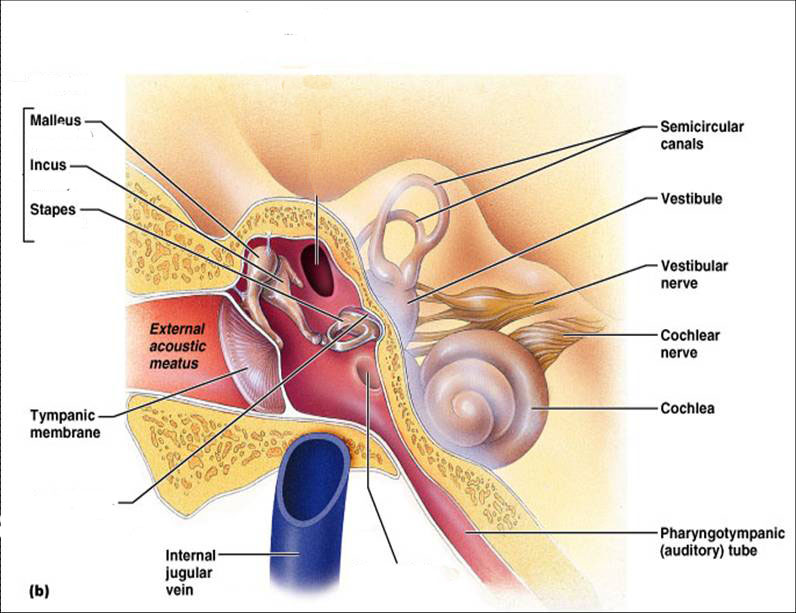 Malleus
Incus
Stapes
External
acoustic
meatus
Tympanic
membrane
Internal
jugular
vein
(b)
Semicircular
canals
Vestibule
Vestibular
nerve
Cochlear
nerve
Cochlea
Pharyngotympanic
(auditory) tube